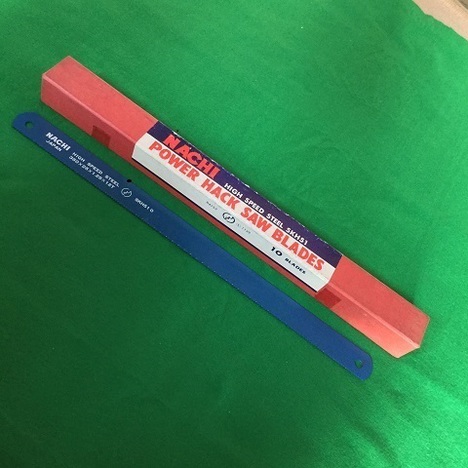 NACHI
HIGH SPEED STEEL SKH51
POWER HACK SAW BLADES
10 BLADES
NACHI HIGH SPEED STEEL
JAPAN